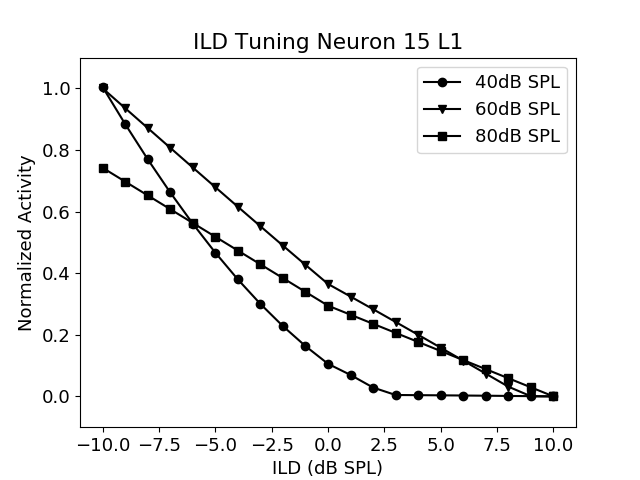 ILD Tuning Neuron 15 L1
40dB SPL
60dB SPL
80dB SPL
Normalized Activity
1.0
0.8
0.6
0.4
0.2
0.0
−10.0 −7.5 −5.0 −2.5 0.0 2.5 5.0 7.5 10.0
ILD (dB SPL)